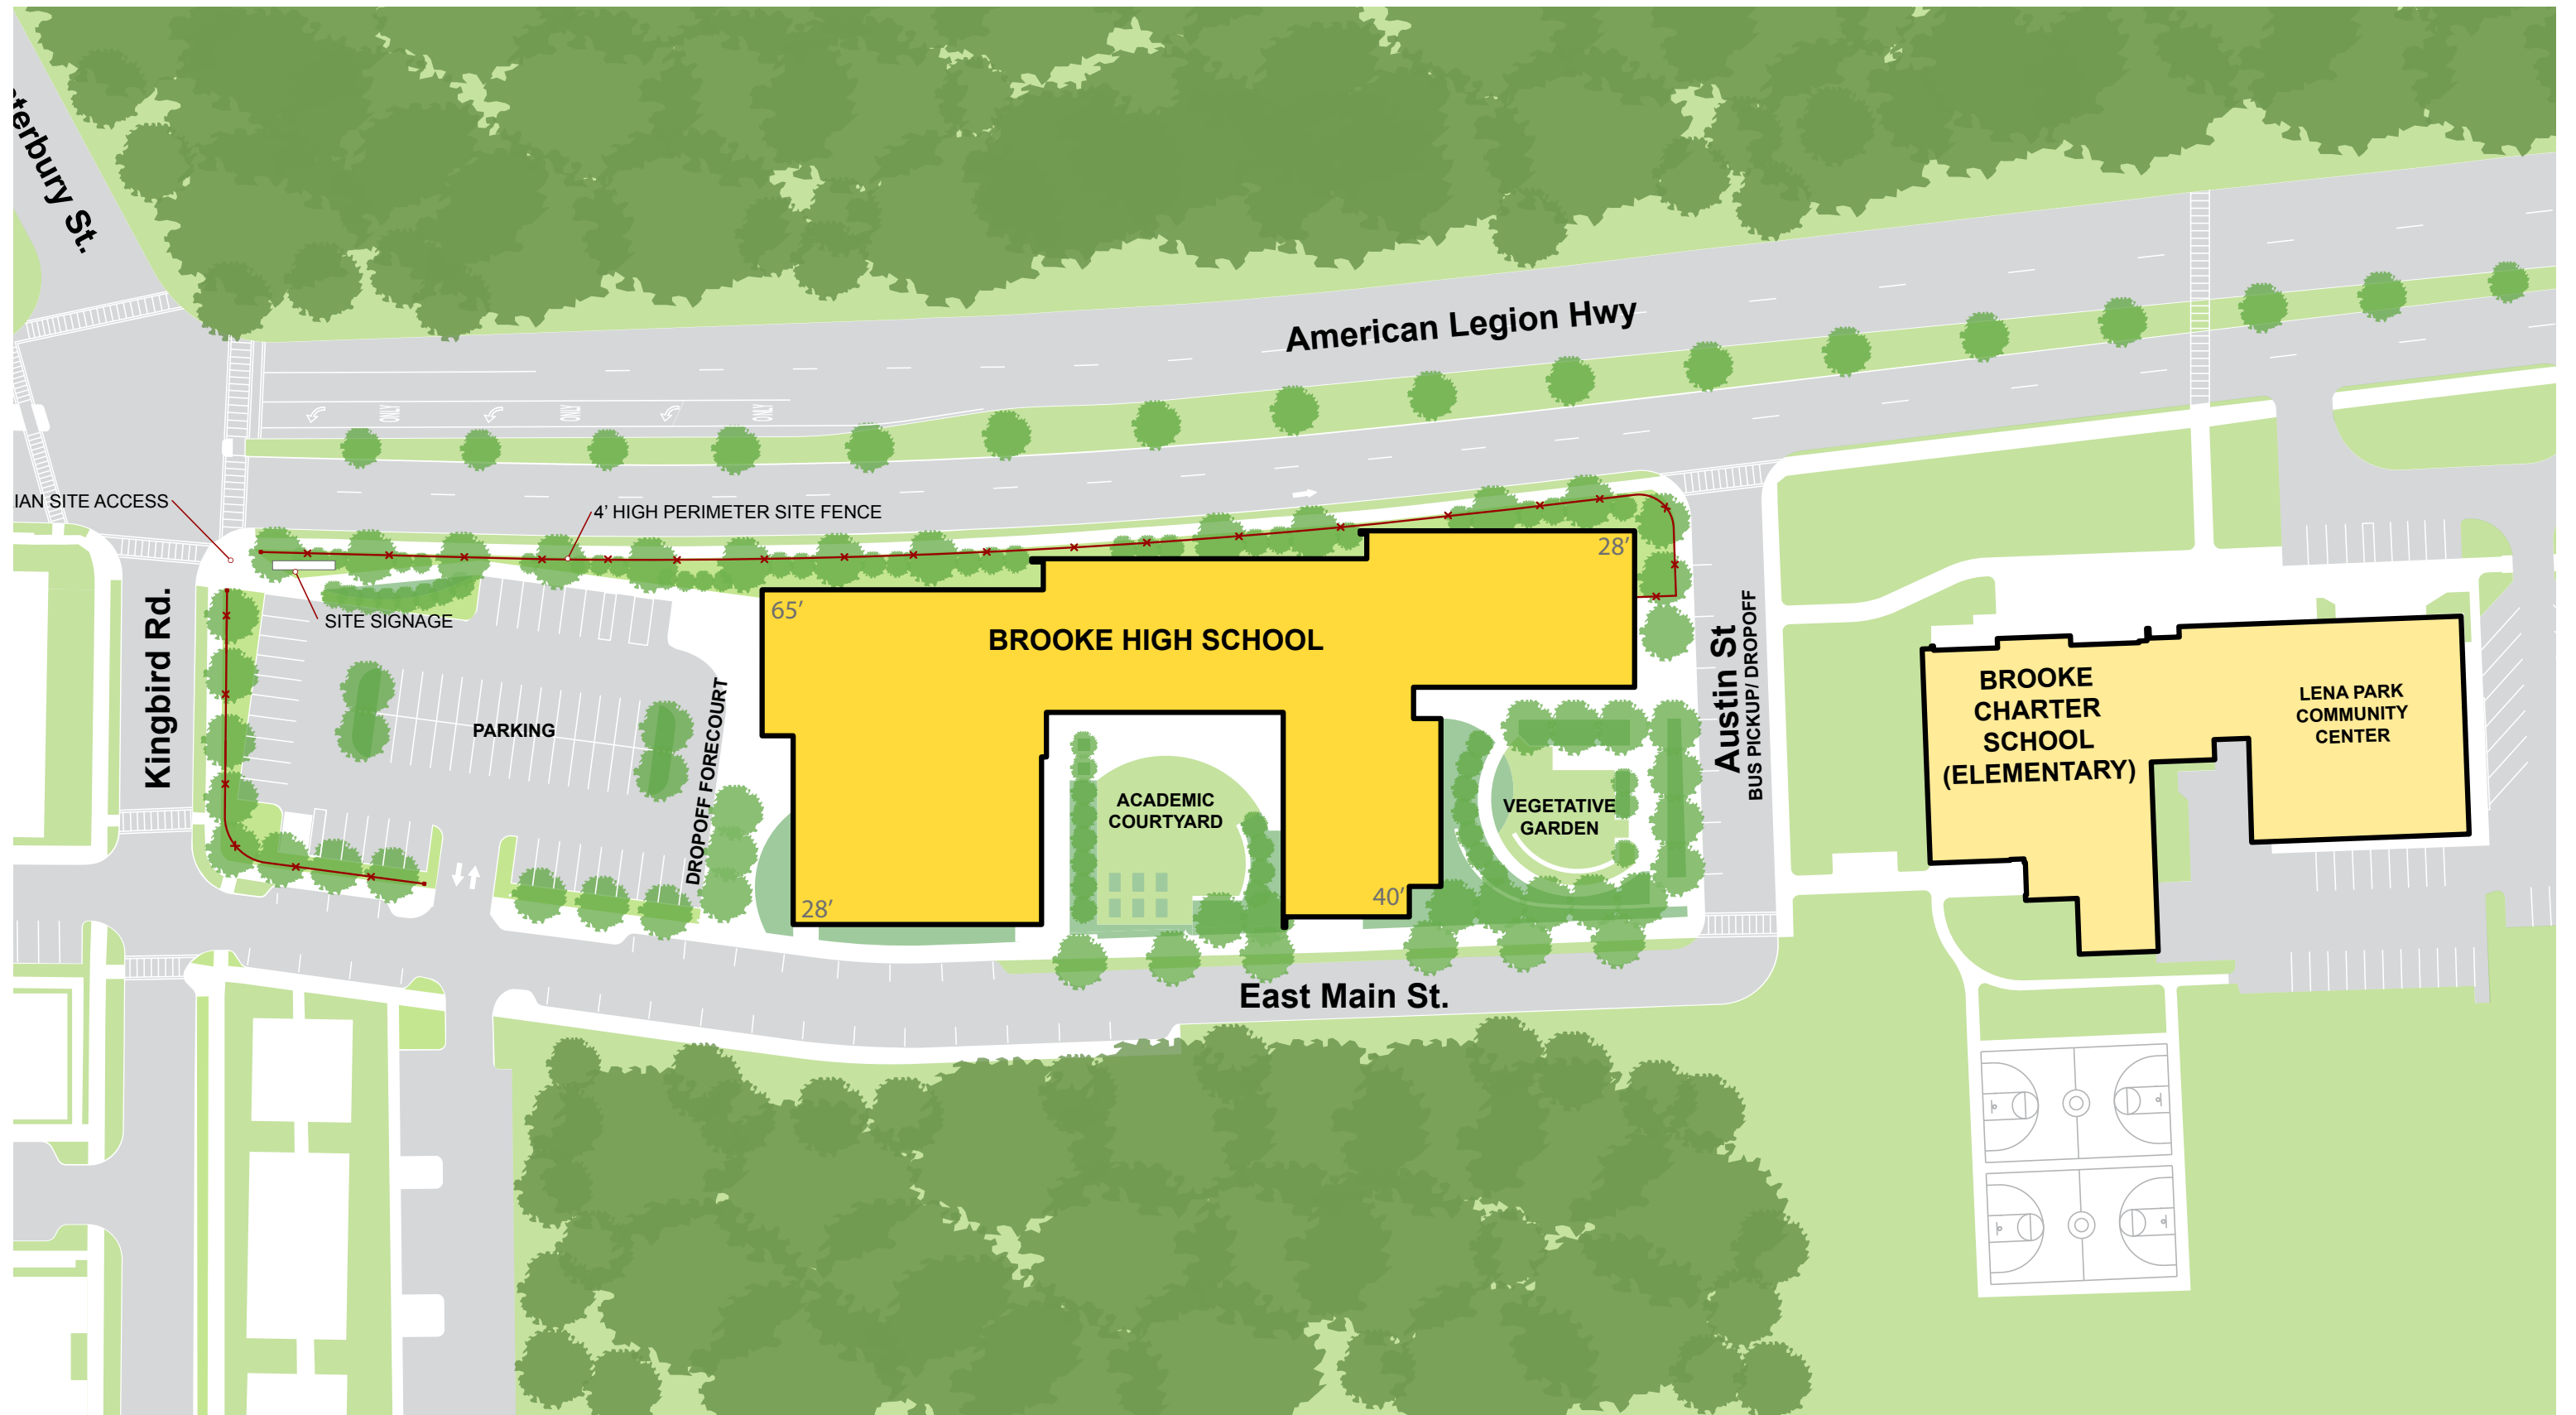 American Legion Hwy
ONLY
ONLY
ONLY
IAN SITE ACCESS
4’ HIGH PERIMETER SITE FENCE
SITE SIGNAGE
Kingbird Rd.
PARKING
DROPOFF FORECOURT
65’
28’
BROOKE HIGH SCHOOL
28’
40’
ACADEMIC
COURTYARD
VEGETATIVE
GARDEN
Austin St
BUS PICKUP/ DROPOFF
BROOKE
CHARTER
SCHOOL
(ELEMENTARY)
LENA PARK
COMMUNITY
CENTER
East Main St.
terbury St.